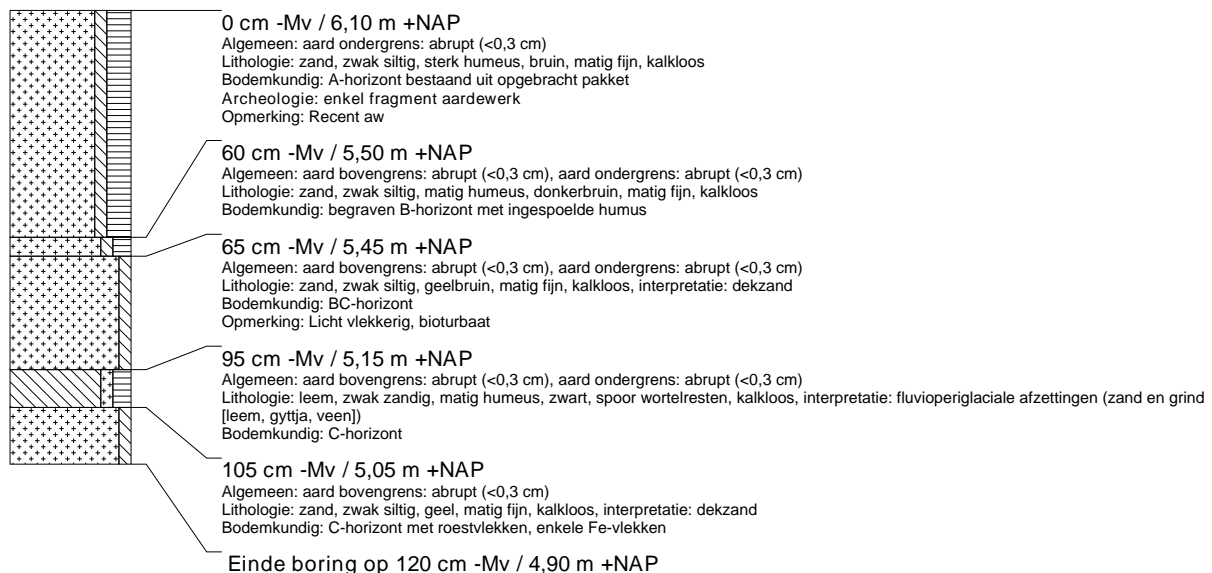 0 cm -Mv / 6,10 m +NAP
Algemeen: aard ondergrens: abrupt (<0,3 cm)
Lithologie: zand, zwak siltig, sterk humeus, bruin, matig fijn, kalkloos
Bodemkundig: A-horizont bestaand uit opgebracht pakket
Archeologie: enkel fragment aardewerk
Opmerking: Recent aw
60 cm -Mv / 5,50 m +NAP
Algemeen: aard bovengrens: abrupt (<0,3 cm), aard ondergrens: abrupt (<0,3 cm)
Lithologie: zand, zwak siltig, matig humeus, donkerbruin, matig fijn, kalkloos
Bodemkundig: begraven B-horizont met ingespoelde humus
65 cm -Mv / 5,45 m +NAP
Algemeen: aard bovengrens: abrupt (<0,3 cm), aard ondergrens: abrupt (<0,3 cm)
Lithologie: zand, zwak siltig, geelbruin, matig fijn, kalkloos, interpretatie: dekzand
Bodemkundig: BC-horizont
Opmerking: Licht vlekkerig, bioturbaat
95 cm -Mv / 5,15 m +NAP
Algemeen: aard bovengrens: abrupt (<0,3 cm), aard ondergrens: abrupt (<0,3 cm)
Lithologie: leem, zwak zandig, matig humeus, zwart, spoor wortelresten, kalkloos, interpretatie: fluvioperiglaciale afzettingen (zand en grind
[leem, gyttja, veen])
Bodemkundig: C-horizont
105 cm -Mv / 5,05 m +NAP
Algemeen: aard bovengrens: abrupt (<0,3 cm)
Lithologie: zand, zwak siltig, geel, matig fijn, kalkloos, interpretatie: dekzand
Bodemkundig: C-horizont met roestvlekken, enkele Fe-vlekken
Einde boring op 120 cm -Mv / 4,90 m +NAP